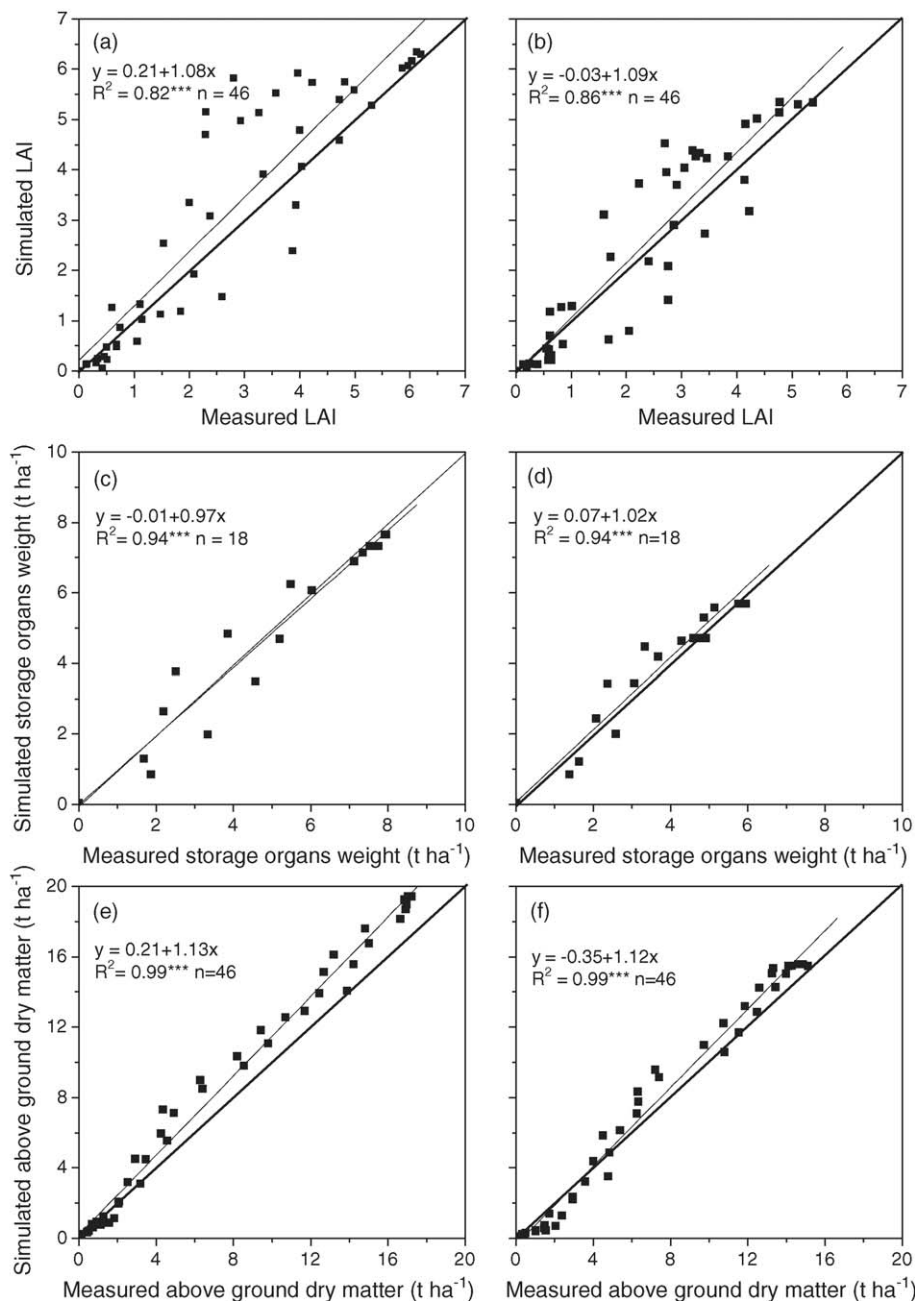 (a)
y = 0.21+1.08x
R² = 0.82*** n = 46
7
6
5
4
3
2
1
0
Simulated LAI
0 1 2 3 4 5 6 7
Measured LAI
(b)
y = -0.03+1.09x
R² = 0.86*** n = 46
0 1 2 3 4 5 6 7
Measured LAI
(c)
y = -0.01+0.97x
R²= 0.94*** n = 18
10
8
6
4
2
0
Simulated storage organs weight (t ha⁻¹)
0 2 4 6 8 10
Measured storage organs weight (t ha⁻¹)
(d)
y = 0.07+1.02x
R² = 0.94*** n=18
0 2 4 6 8 10
Measured storage organs weight (t ha⁻¹)
(e)
y = 0.21+1.13x
R² = 0.99*** n=46
20
16
12
8
4
0
Simulated above ground dry matter (t ha⁻¹)
0 4 8 12 16 20
Measured above ground dry matter (t ha⁻¹)
(f)
y = -0.35+1.12x
R² = 0.99*** n=46
0 4 8 12 16 20
Measured above ground dry matter (t ha⁻¹)